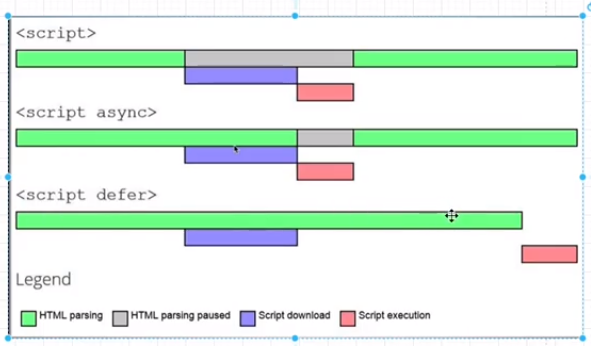 <script>
<script async>
<script defer>
Legend
HTML parsing HTML parsing paused Script download Script execution